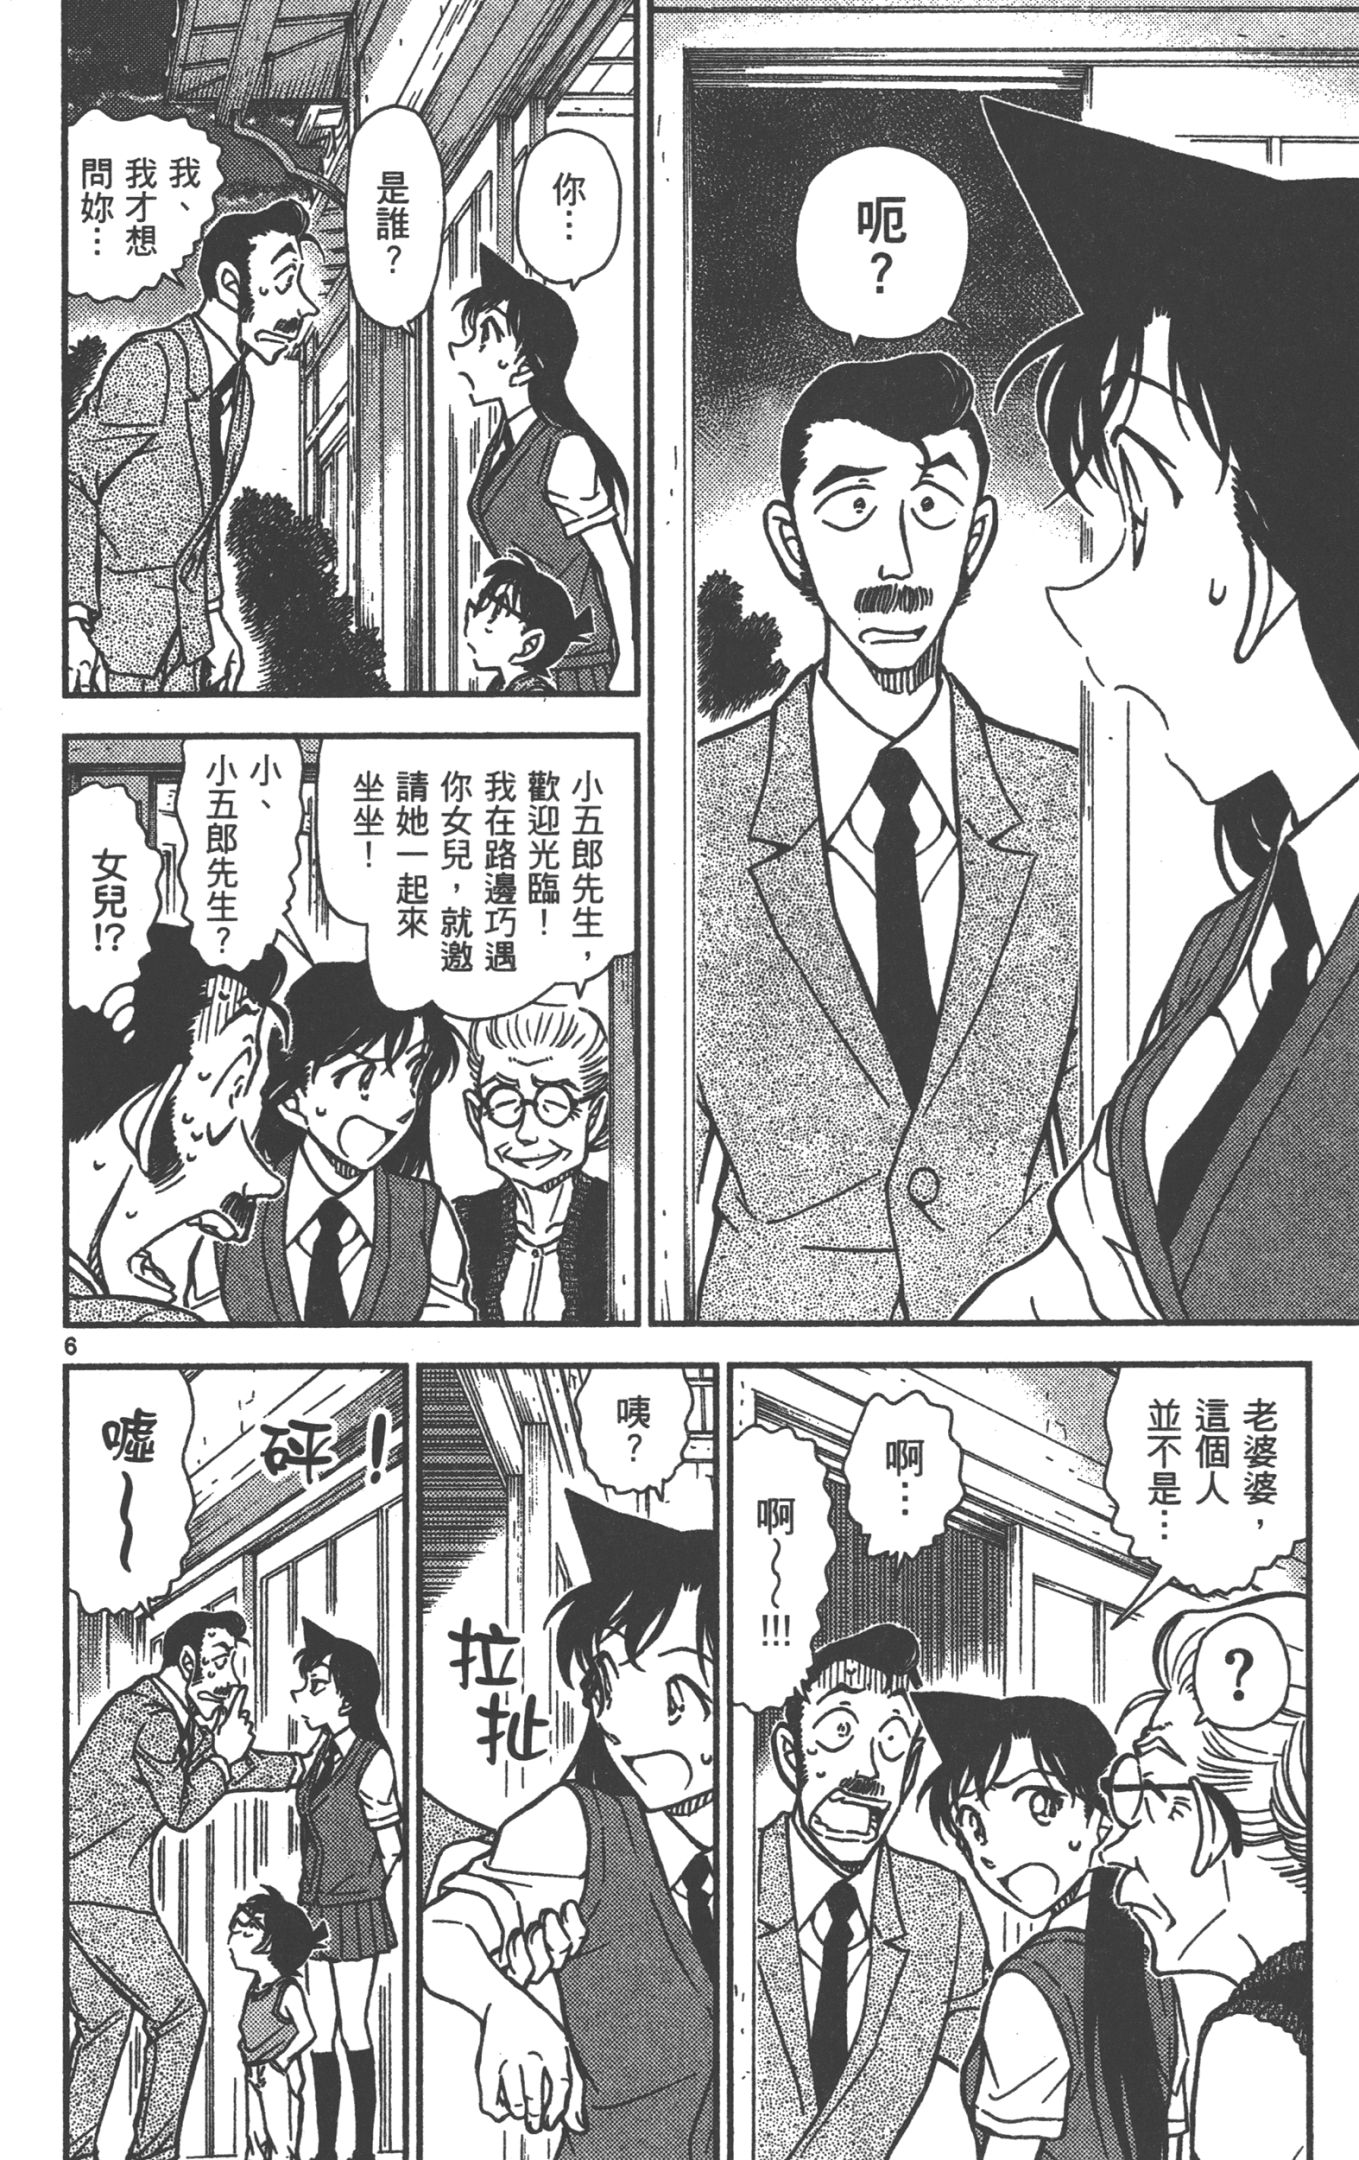 呃?
你…
是誰?
我、
我才想
問妳…
小五郎先生,
歡迎光臨!
我在路邊巧遇
你女兒,就邀
請她一起來
坐坐!
小、
小五郎先生?
女兒!?
6
老婆婆,
這個人
並不是…
?
啊…
啊~!!!
咦?
拉扯
砰!
噓~